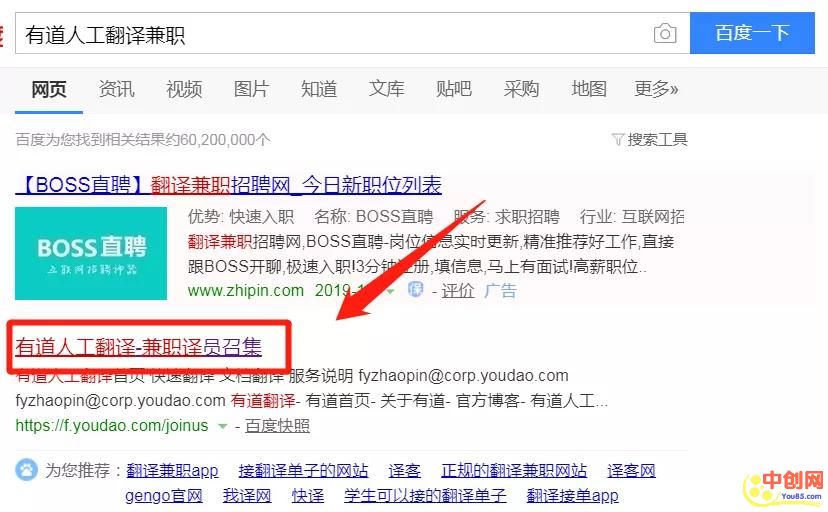 有道人工翻译兼职
百度一下
网页 资讯 视频 图片 知道 文库 贴吧 采购 地图 更多»
百度为您找到相关结果约60,200,000个
搜索工具
【BOSS直聘】翻译兼职招聘网_今日新职位列表
BOSS直聘
互联网招聘神器
优势: 快速入职 名称: BOSS直聘 服务: 求职招聘 行业: 互联网招
翻译兼职招聘网,BOSS直聘-岗位信息实时更新,精准推荐好工作,直接
跟BOSS开聊,极速入职!3分钟注册,填信息,马上有面试!高薪职位..
www.zhipin.com 2019-1 保 - 评价 广告
有道人工翻译-兼职译员召集
有道人工翻译首页 快速翻译 文档翻译 服务说明 fyzhaopin@corp.youdao.com
fyzhaopin@corp.youdao.com 有道翻译- 有道首页- 关于有道- 官方博客- 有道人工...
https://f.youdao.com/joinus - 百度快照
为您推荐: 翻译兼职app 接翻译单子的网站 译客 正规的翻译兼职网站 译客网
gengo官网 我译网 快译 学生可以接的翻译单子 翻译接单app
中创网
You85.com